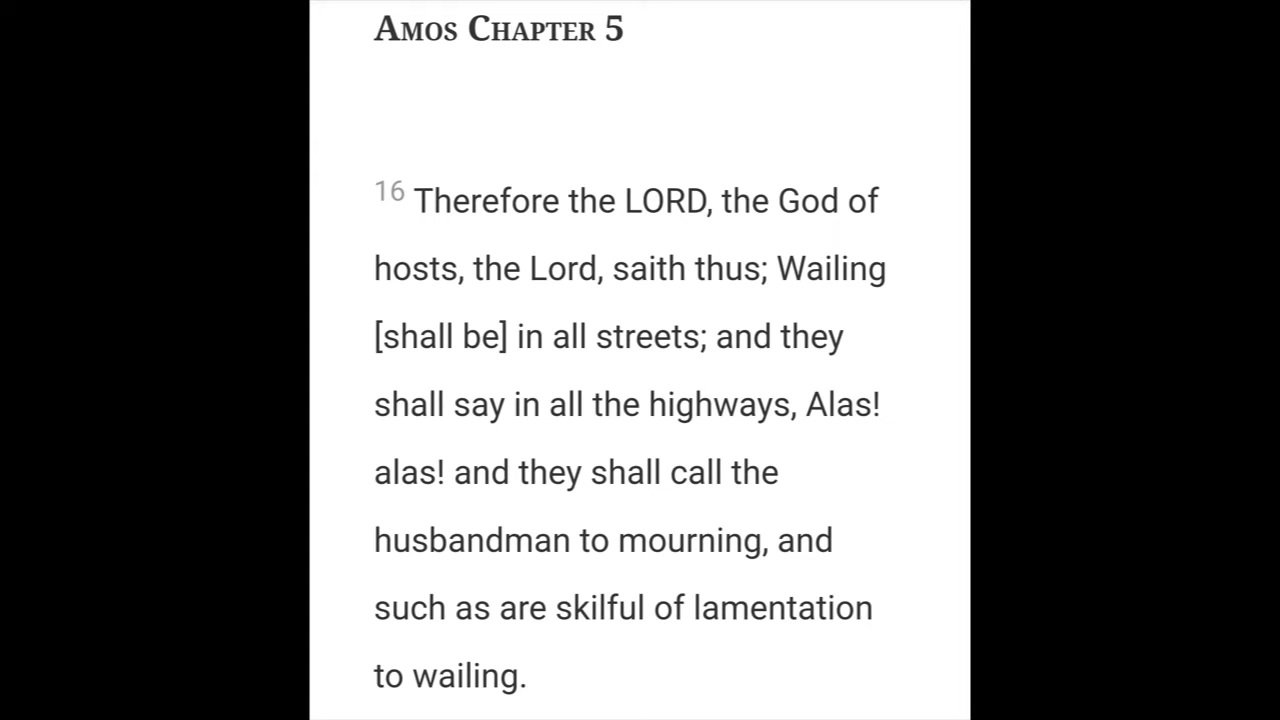 Amos Chapter 5
16 Therefore the LORD, the God of
hosts, the Lord, saith thus; Wailing
[shall be] in all streets; and they
shall say in all the highways, Alas!
alas! and they shall call the
husbandman to mourning, and
such as are skilful of lamentation
to wailing.